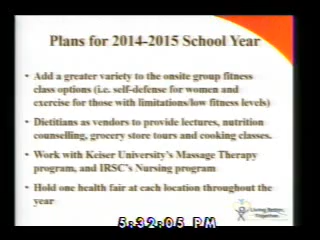 Plans for 2014-2015 School Year
• Add a greater variety to the onsite group fitness
class options (i.e. self-defense for women and
exercise for those with limitations/low fitness levels)
• Dietitians as vendors to provide lectures, nutrition
counselling, grocery store tours and cooking classes.
• Work with Keiser University's Massage Therapy
program, and IRSC's Nursing program
• Hold one health fair at each location throughout the
year
Living Better,
Together
5:32:05 PM